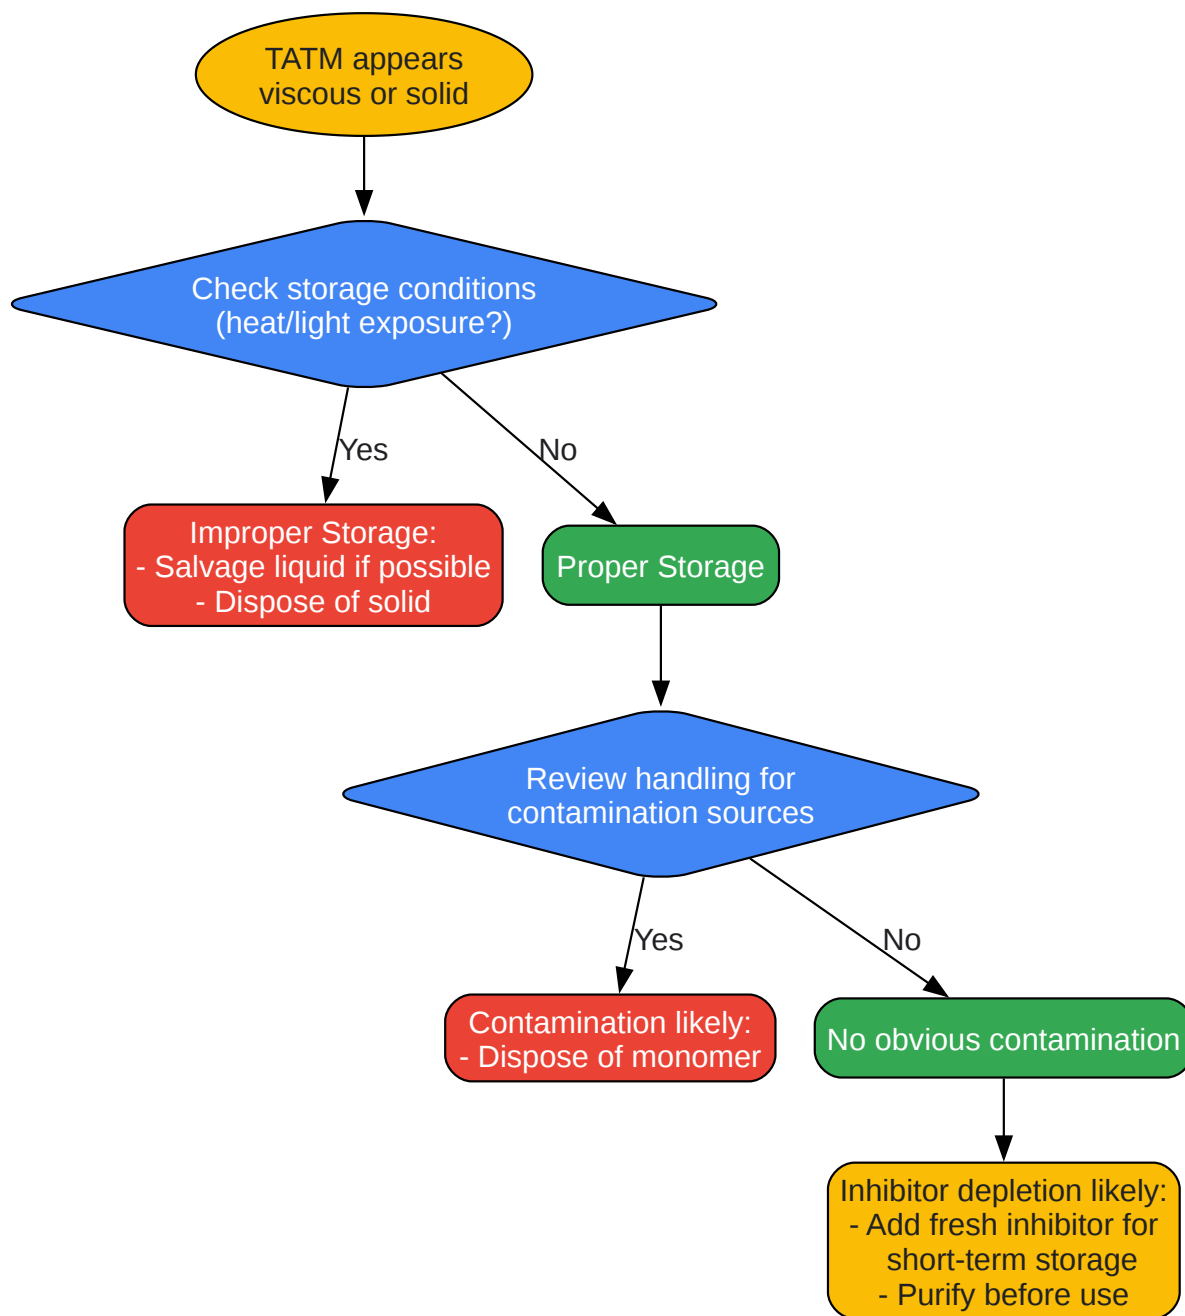 TATM appears
viscous or solid
Check storage conditions
(heat/light exposure?)
Yes
No
Improper Storage:
- Salvage liquid if possible
- Dispose of solid
Proper Storage
Review handling for
contamination sources
Yes
No
Contamination likely:
- Dispose of monomer
No obvious contamination
Inhibitor depletion likely:
- Add fresh inhibitor for
short-term storage
- Purify before use